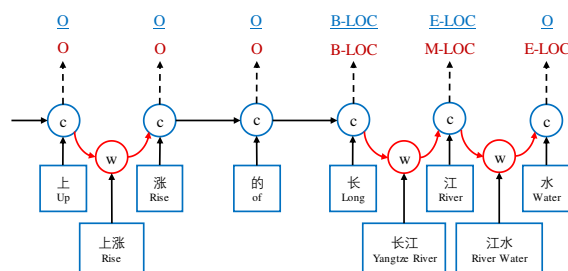 O O O B-LOC E-LOC O
O O O B-LOC M-LOC E-LOC
c c c c c c
w w w
上 涨 的 长 江 水
Up Rise of Long River Water
上涨 长江 江水
Rise Yangtze River River Water